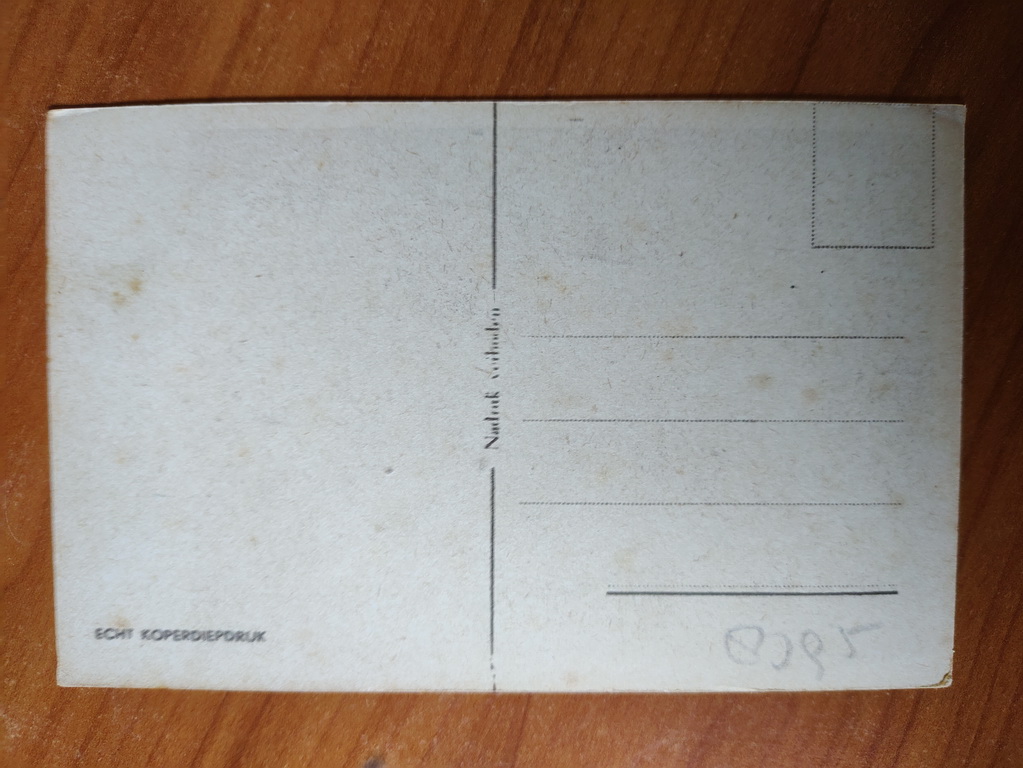 Nadruk verboden
ECHT KOPERDIEPDRUK